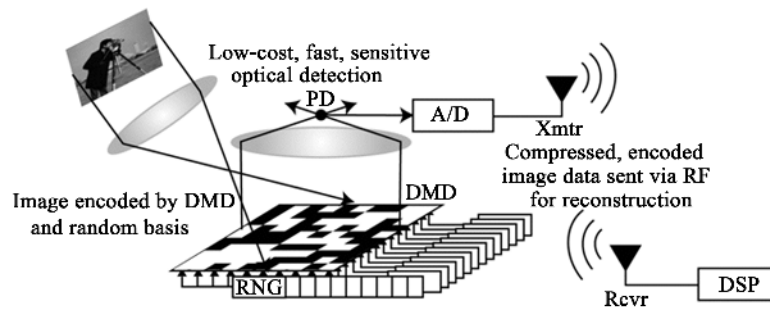 Low-cost, fast, sensitive
optical detection
PD
A/D
Xmtr
Compressed, encoded
image data sent via RF
for reconstruction
Image encoded by DMD
and random basis
DMD
RNG
Rcvr
DSP